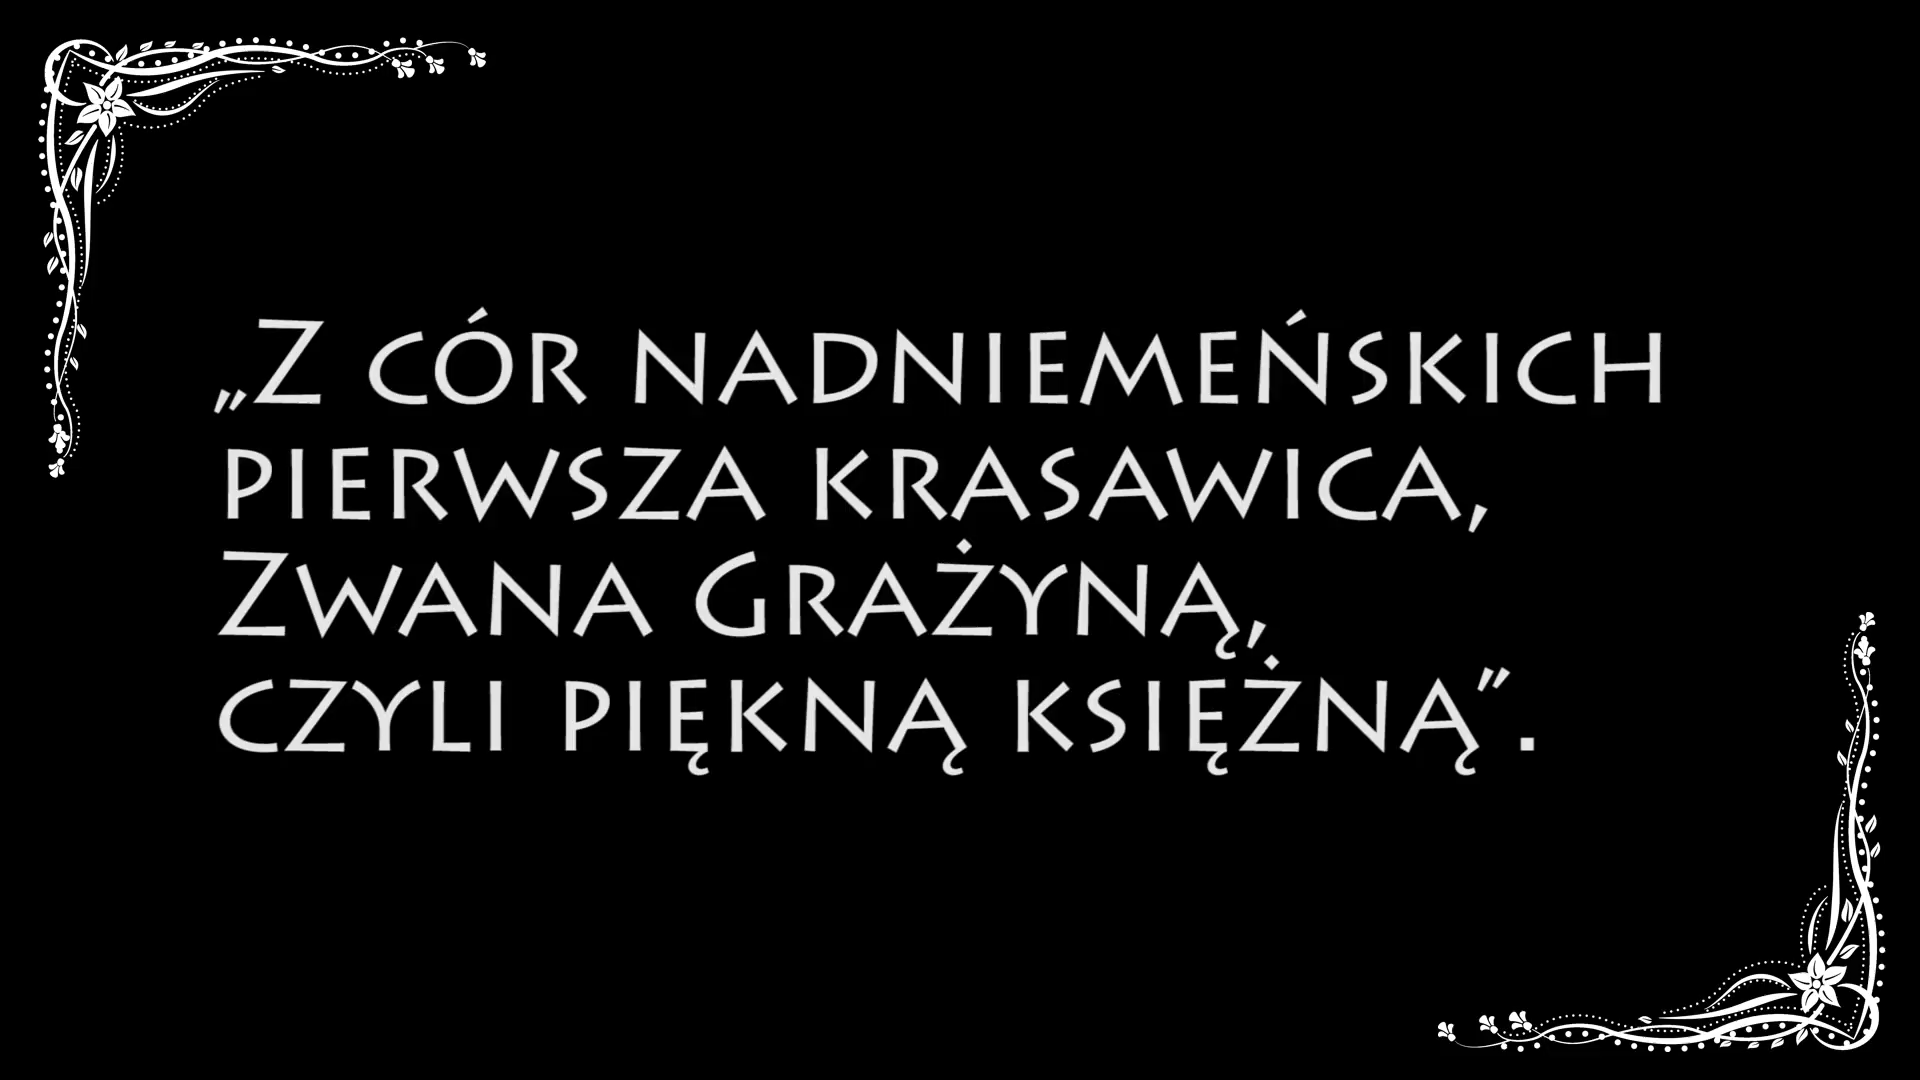 „Z cór nadniemeńskich
pierwsza krasawica,
Zwana Grażyną,
czyli piękną księżną”.